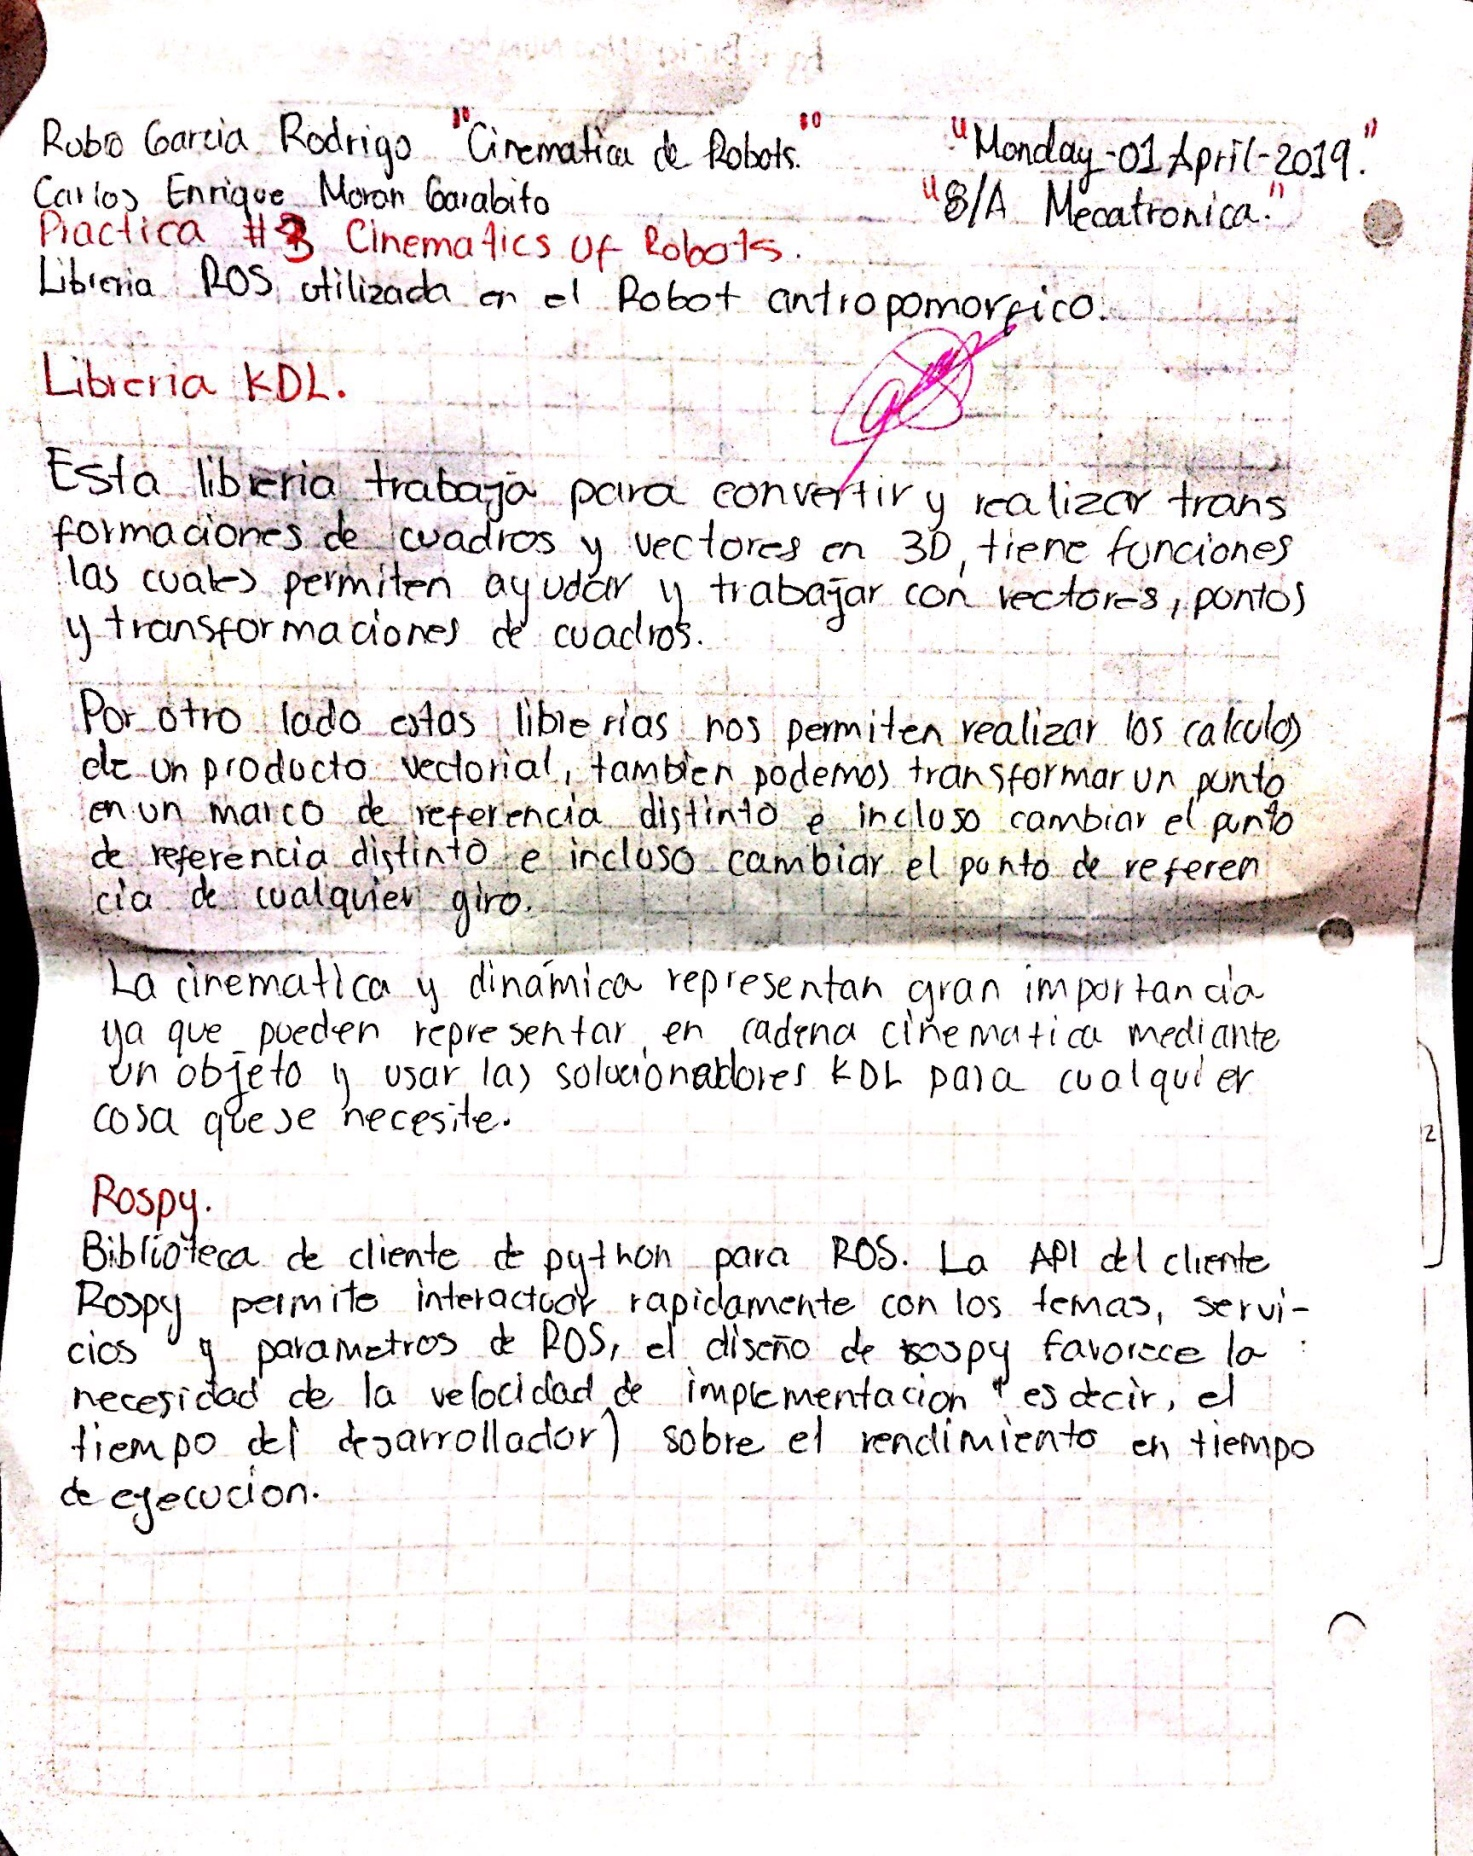 Rubio Garcia Rodrigo "Cinematica de Robots." "Monday-01 April-2019."
Carlos Enrique Moran Garabito "8/A Mecatronica."
Practica #3 Cinematics of Robots.
Libreria ROS utilizada en el Robot antropomorfico.
Libreria KDL.
Esta libreria trabaja para convertir y realizar trans
formaciones de cuadros y vectores en 3D, tiene funciones
las cuales permiten ayudar y trabajar con vectores, puntos
y transformaciones de cuadros.
Por otro lado estas librerias nos permiten realizar los calculos
de un producto vectorial, tambien podemos transformar un punto
en un marco de referencia distinto e incluso cambiar el punto
de referencia distinto e incluso cambiar el punto de referen
cia de cualquier giro.
La cinematica y dinámica representan gran importancia
ya que pueden representar en cadena cinematica mediante
un objeto y usar las solucionadores KDL para cualquier
cosa que se necesite.
2
Rospy.
Biblioteca de cliente de python para ROS. La API del cliente
Rospy permite interactuar rapidamente con los temas, servi-
cios y parametros de ROS, el diseño de rospy favorece la
necesidad de la velocidad de implementacion (es decir, el
tiempo del desarrollador) sobre el rendimiento en tiempo
de ejecucion.